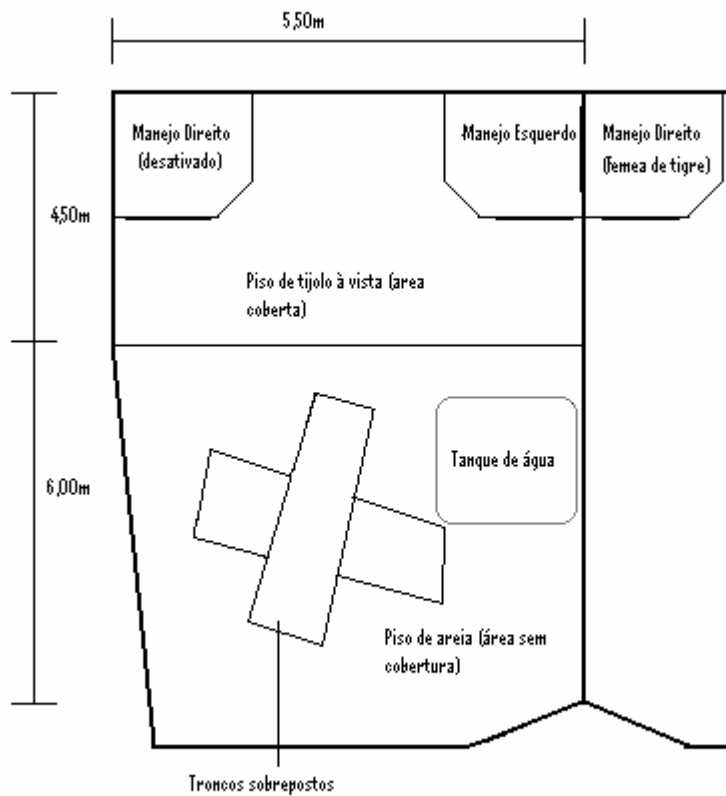 5,50m
Manejo Direito
(desativado)
Manejo Esquerdo
Manejo Direito
(femea de tigre)
4,50m
Piso de tijolo à vista (area
coberta)
6,00m
Tanque de água
Piso de areia (área sem
cobertura)
Troncos sobrepostos